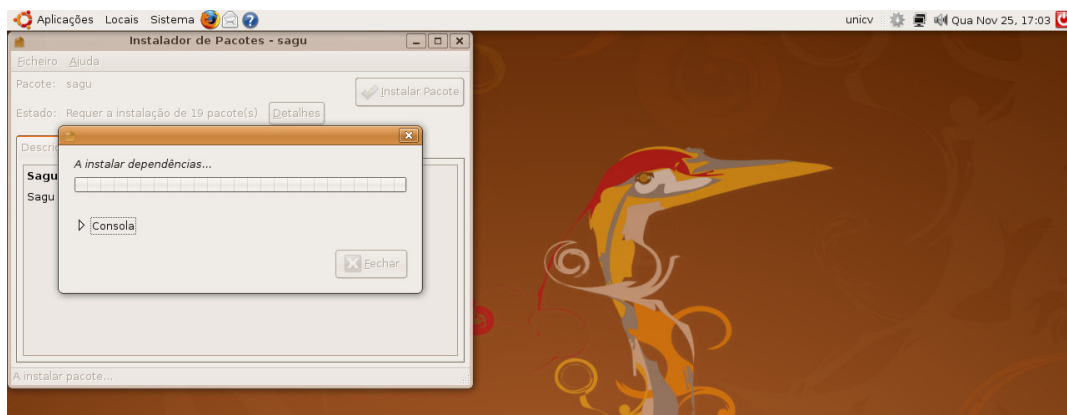 Aplicações Locais Sistema
unicv Qua Nov 25, 17:03
Instalador de Pacotes - sagu
Ficheiro Ajuda
Pacote: sagu
Instalar Pacote
Estado: Requer a instalação de 19 pacote(s) Detalhes
Descri
Sagu
Sagu
A instalar dependências...
Consola
Fechar
A instalar pacote...